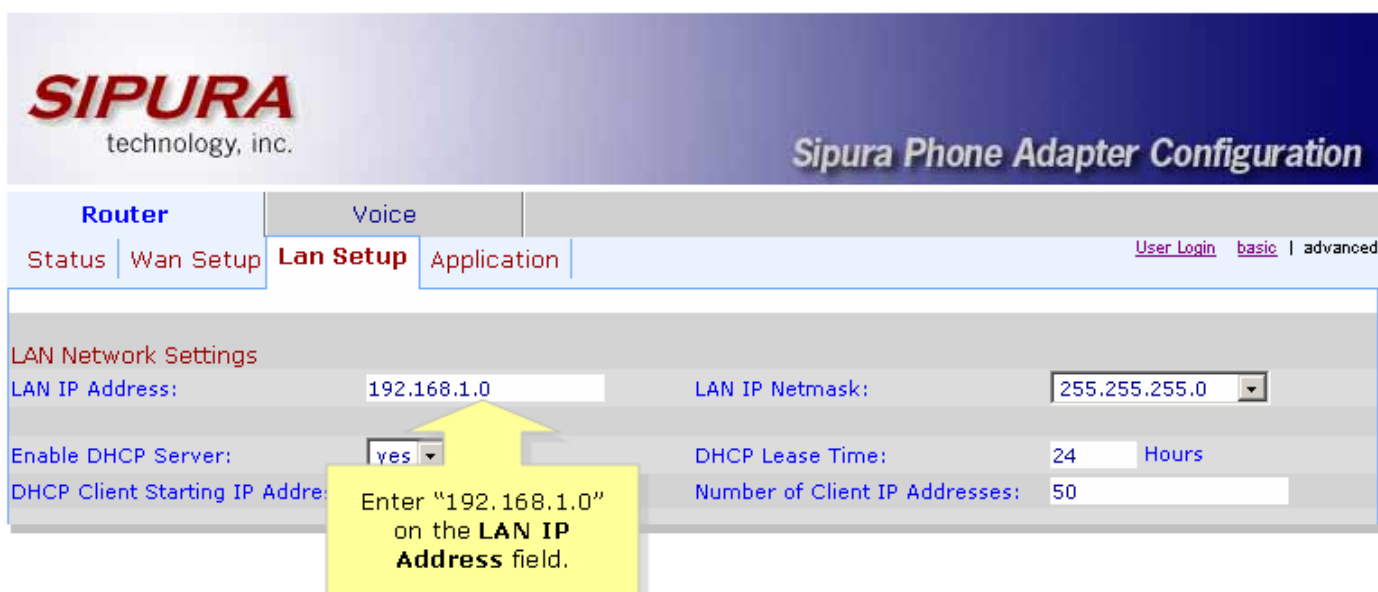 SIPURA
technology, inc.
Sipura Phone Adapter Configuration
Router Voice
Status Wan Setup Lan Setup Application User Login basic | advanced
LAN Network Settings
LAN IP Address: 192.168.1.0 LAN IP Netmask: 255.255.255.0
Enable DHCP Server: yes DHCP Lease Time: 24 Hours
DHCP Client Starting IP Number of Client IP Addresses: 50
Enter “192.168.1.0”
on the LAN IP
Address field.